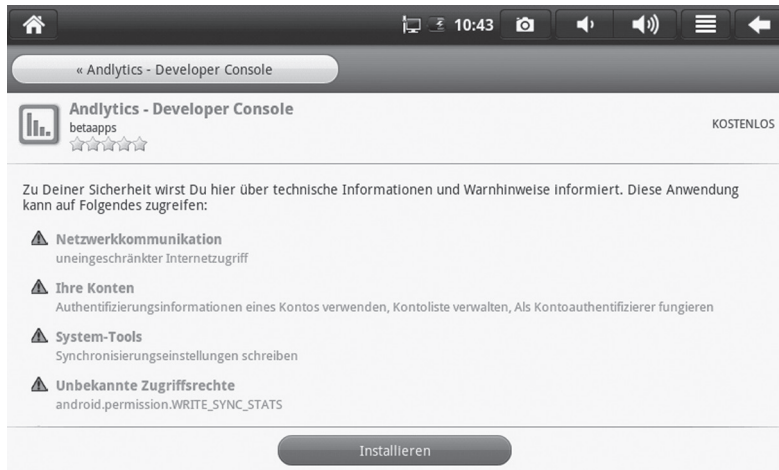 10:43
« Andlytics - Developer Console
Andlytics - Developer Console
betaapps
KOSTENLOS
Zu Deiner Sicherheit wirst Du hier über technische Informationen und Warnhinweise informiert. Diese Anwendung
kann auf Folgendes zugreifen:
Netzwerkkommunikation
uneingeschränkter Internetzugriff
Ihre Konten
Authentifizierungsinformationen eines Kontos verwenden, Kontoliste verwalten, Als Kontoauthentifizierer fungieren
System-Tools
Synchronisierungseinstellungen schreiben
Unbekannte Zugriffsrechte
android.permission.WRITE_SYNC_STATS
Installieren